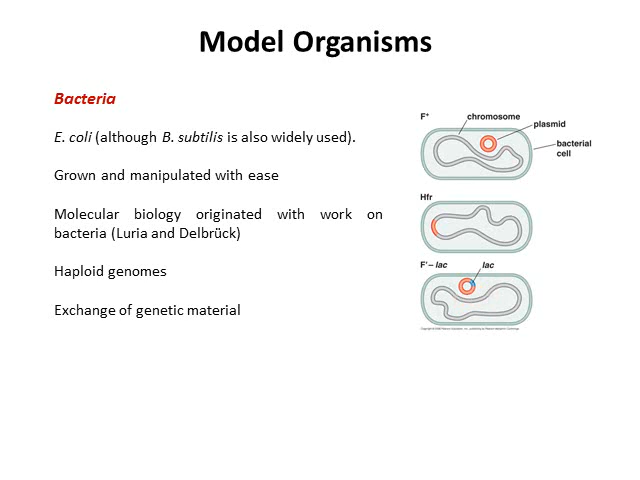 Model Organisms
Bacteria
E. coli (although B. subtilis is also widely used).
Grown and manipulated with ease
Molecular biology originated with work on
bacteria (Luria and Delbrück)
Haploid genomes
Exchange of genetic material
F⁺
chromosome
plasmid
bacterial
cell
Hfr
F'– lac
lac